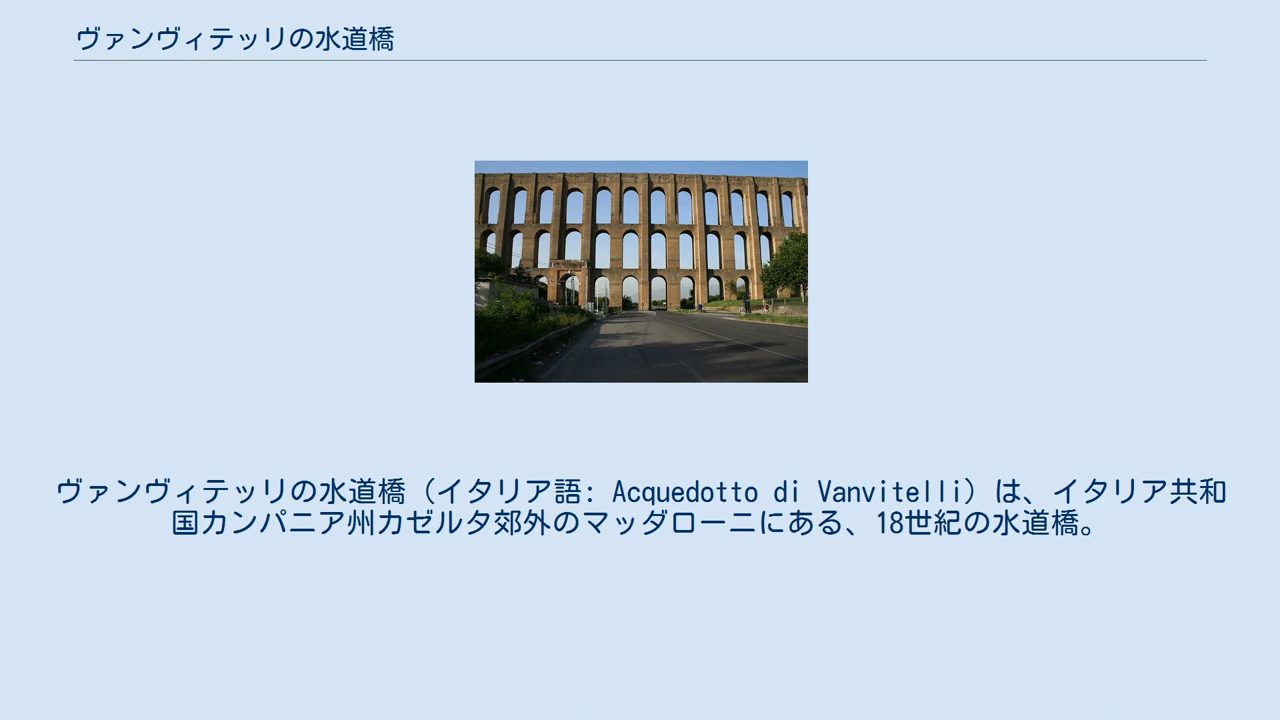 ヴァンヴィテッリの水道橋
ヴァンヴィテッリの水道橋（イタリア語: Acquedotto di Vanvitelli）は、イタリア共和
国カンパニア州カゼルタ郊外のマッダローニにある、18世紀の水道橋。